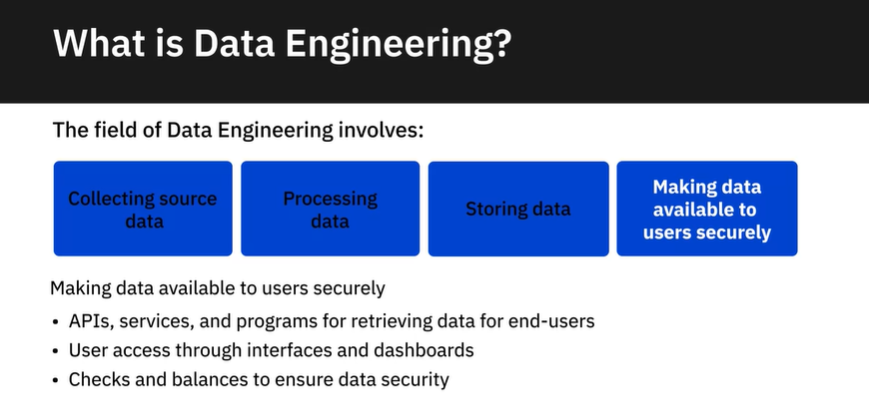 What is Data Engineering?
The field of Data Engineering involves:
Collecting source
data
Processing
data
Storing data
Making data
available to
users securely
Making data available to users securely
• APIs, services, and programs for retrieving data for end-users
• User access through interfaces and dashboards
• Checks and balances to ensure data security